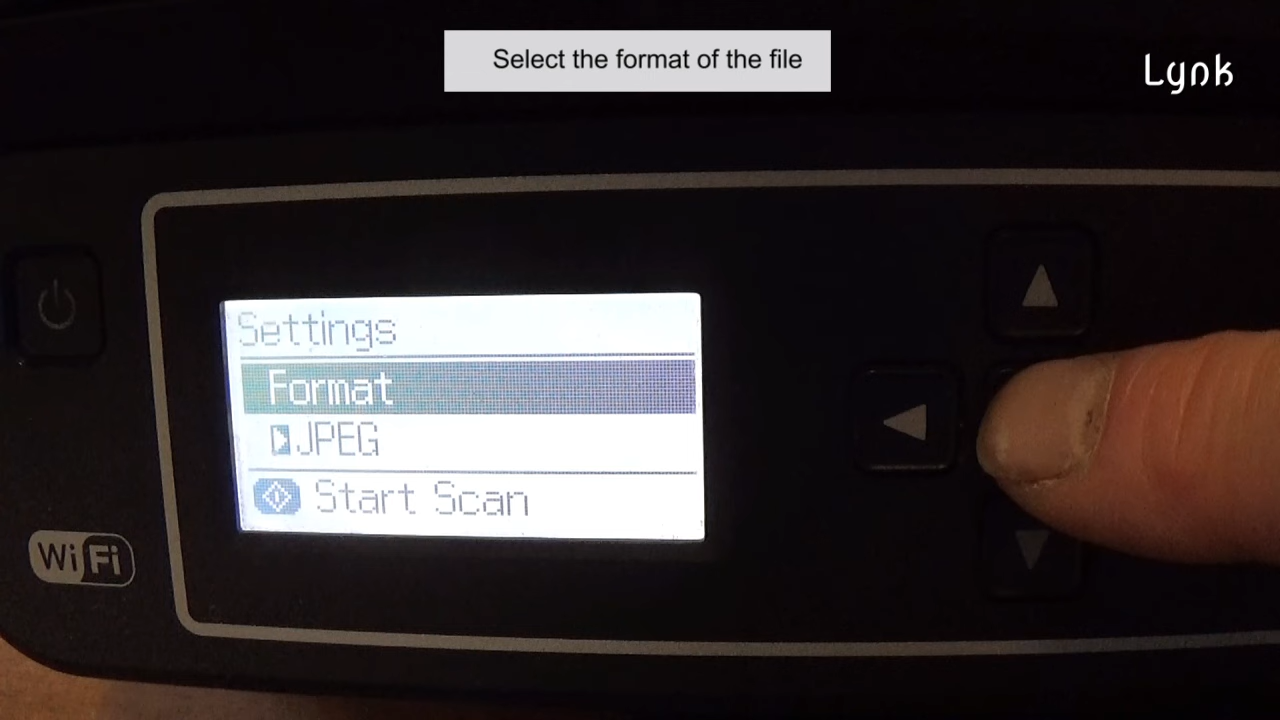 Select the format of the file
Lynk
Settings
Format
JPEG
Start Scan
WiFi